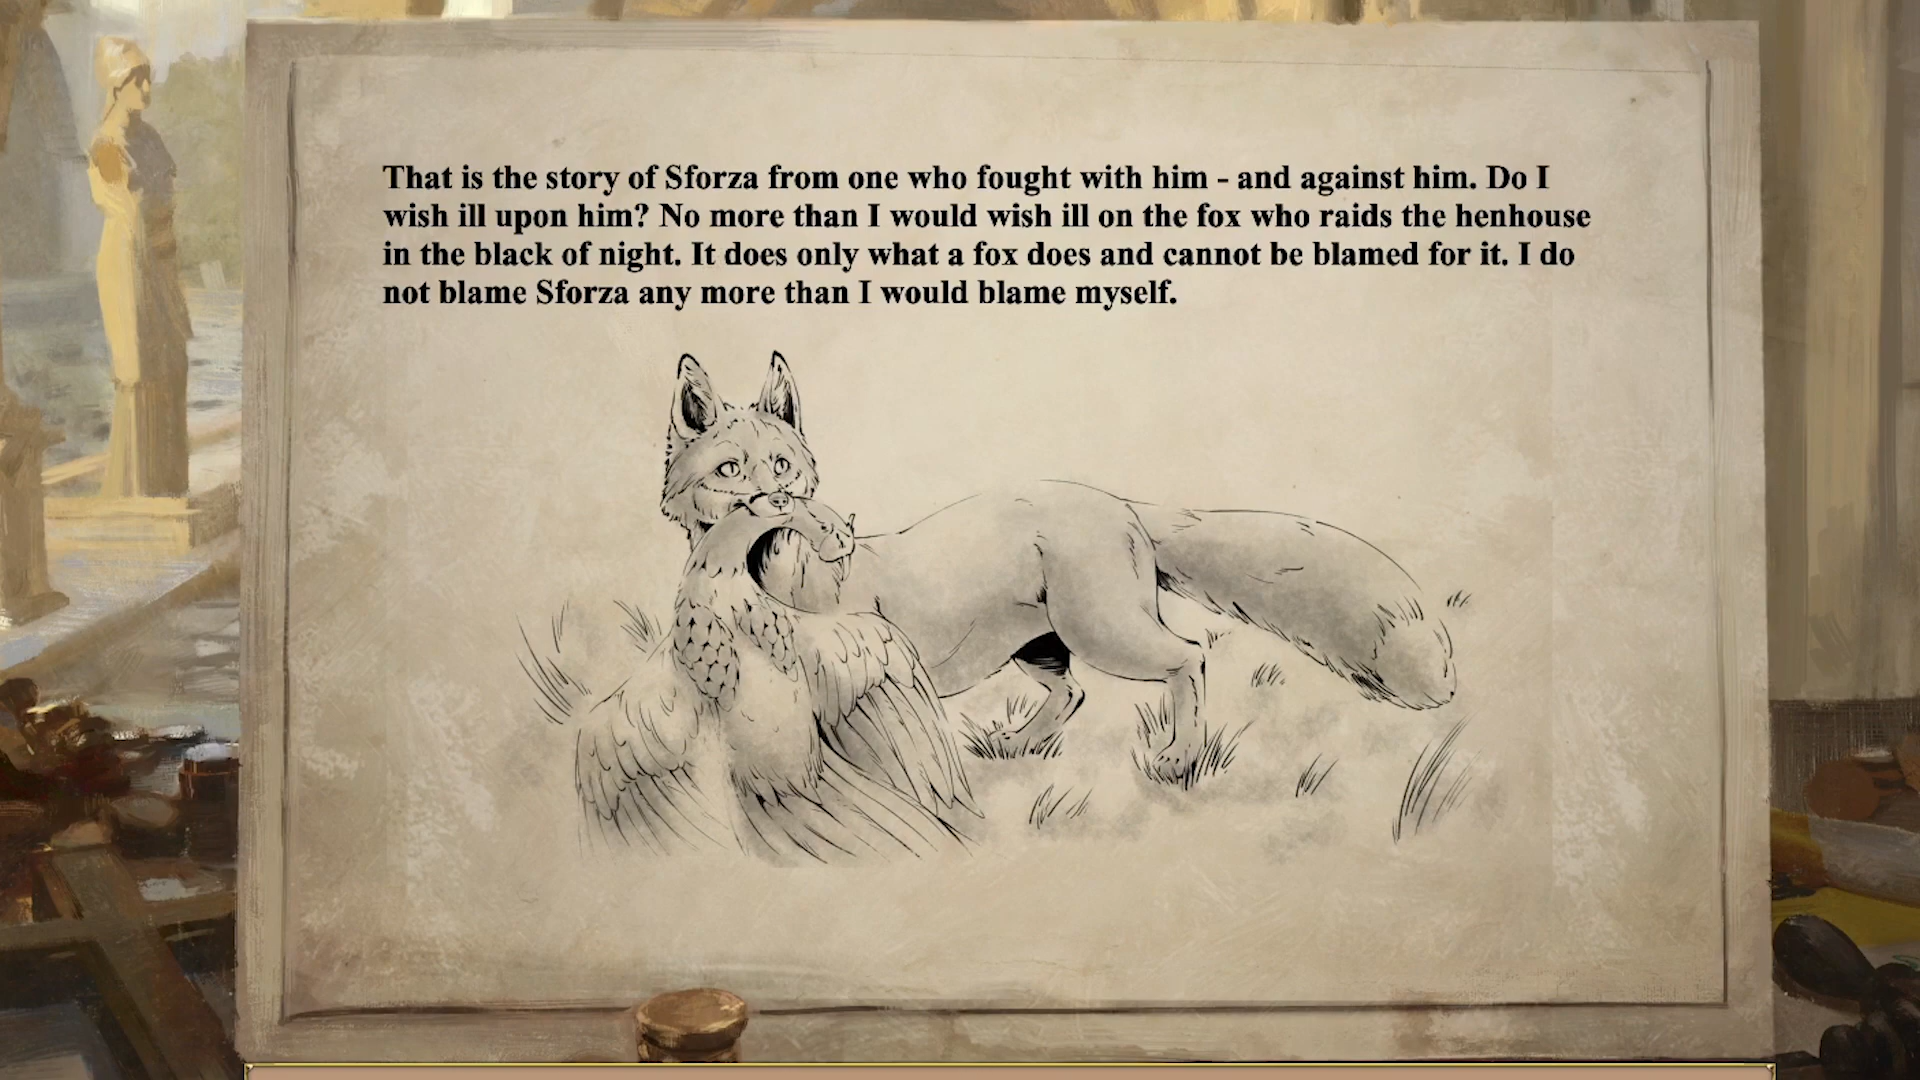 That is the story of Sforza from one who fought with him - and against him. Do I
wish ill upon him? No more than I would wish ill on the fox who raids the henhouse
in the black of night. It does only what a fox does and cannot be blamed for it. I do
not blame Sforza any more than I would blame myself.